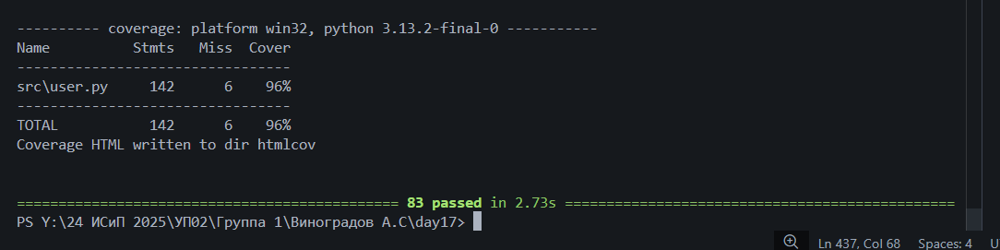 ---------- coverage: platform win32, python 3.13.2-final-0 -----------
Name          Stmts   Miss  Cover
---------------------------------
src\user.py     142      6    96%
---------------------------------
TOTAL           142      6    96%
Coverage HTML written to dir htmlcov
============================================== 83 passed in 2.73s ===============================================
PS Y:\24 ИСиП 2025\УП02\Группа 1\Виноградов А.С\day17>
Ln 437, Col 68 Spaces: 4 U